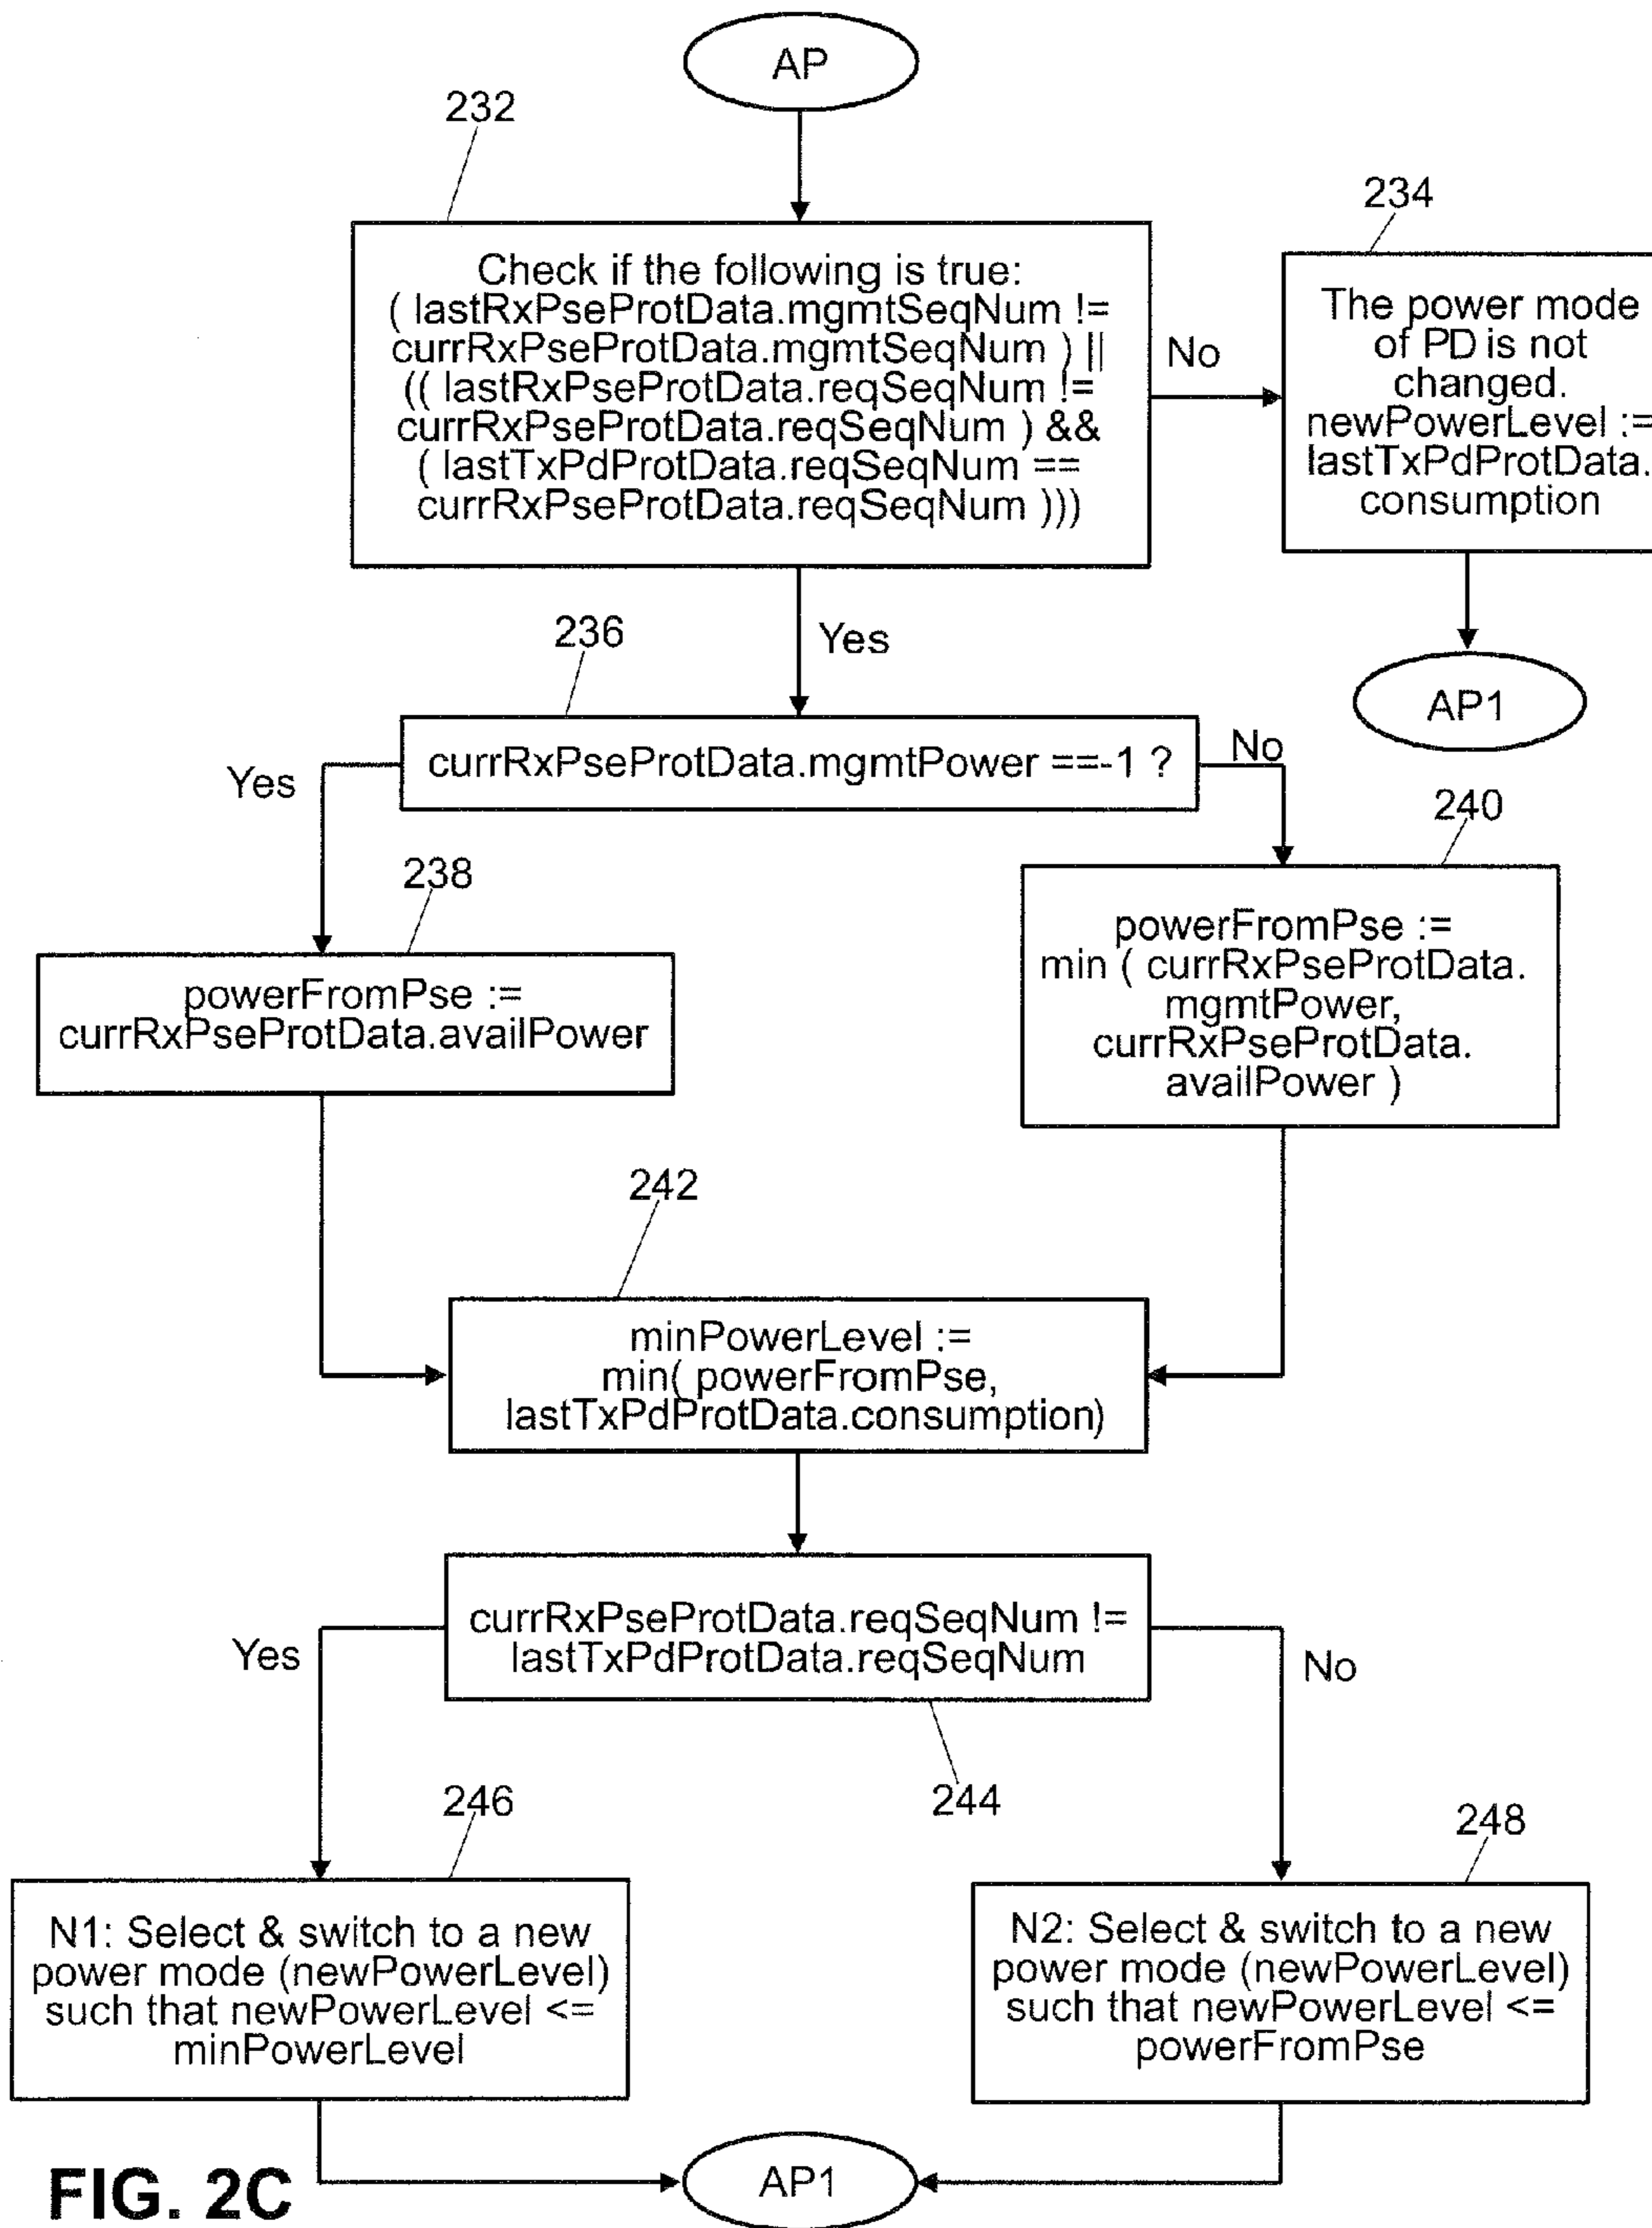 AP
232
Check if the following is true:
( lastRxPseProtData.mgmtSeqNum !=
currRxPseProtData.mgmtSeqNum ) ||
(( lastRxPseProtData.reqSeqNum !=
currRxPseProtData.reqSeqNum ) &&
( lastTxPdProtData.reqSeqNum ==
currRxPseProtData.reqSeqNum )))
No
234
The power mode
of PD is not
changed.
newPowerLevel :=
lastTxPdProtData.
consumption
AP1
Yes
236
currRxPseProtData.mgmtPower ==-1 ?
Yes
No
238
powerFromPse :=
currRxPseProtData.availPower
240
powerFromPse :=
min ( currRxPseProtData.
mgmtPower,
currRxPseProtData.
availPower )
242
minPowerLevel :=
min( powerFromPse,
lastTxPdProtData.consumption)
currRxPseProtData.reqSeqNum !=
lastTxPdProtData.reqSeqNum
Yes
No
244
246
N1: Select & switch to a new
power mode (newPowerLevel)
such that newPowerLevel <=
minPowerLevel
248
N2: Select & switch to a new
power mode (newPowerLevel)
such that newPowerLevel <=
powerFromPse
AP1
FIG. 2C